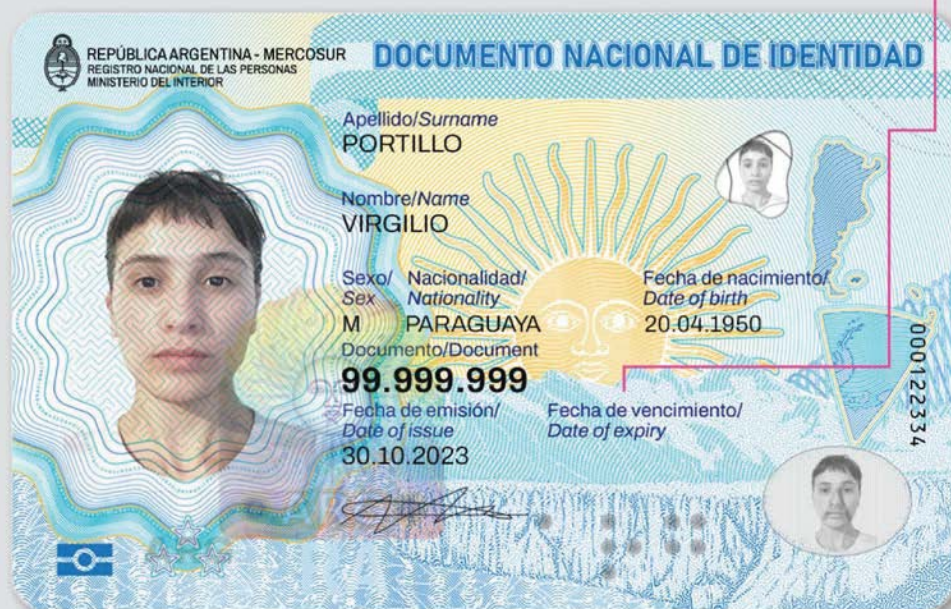 REPÚBLICA ARGENTINA - MERCOSUR
REGISTRO NACIONAL DE LAS PERSONAS
MINISTERIO DEL INTERIOR
DOCUMENTO NACIONAL DE IDENTIDAD
Apellido/Surname
PORTILLO
Nombre/Name
VIRGILIO
Sexo/ Nacionalidad/ Fecha de nacimiento/
Sex Nationality Date of birth
M PARAGUAYA 20.04.1950
Documento/Document
99.999.999
Fecha de emisión/ Fecha de vencimiento/
Date of issue Date of expiry
30.10.2023
000122334